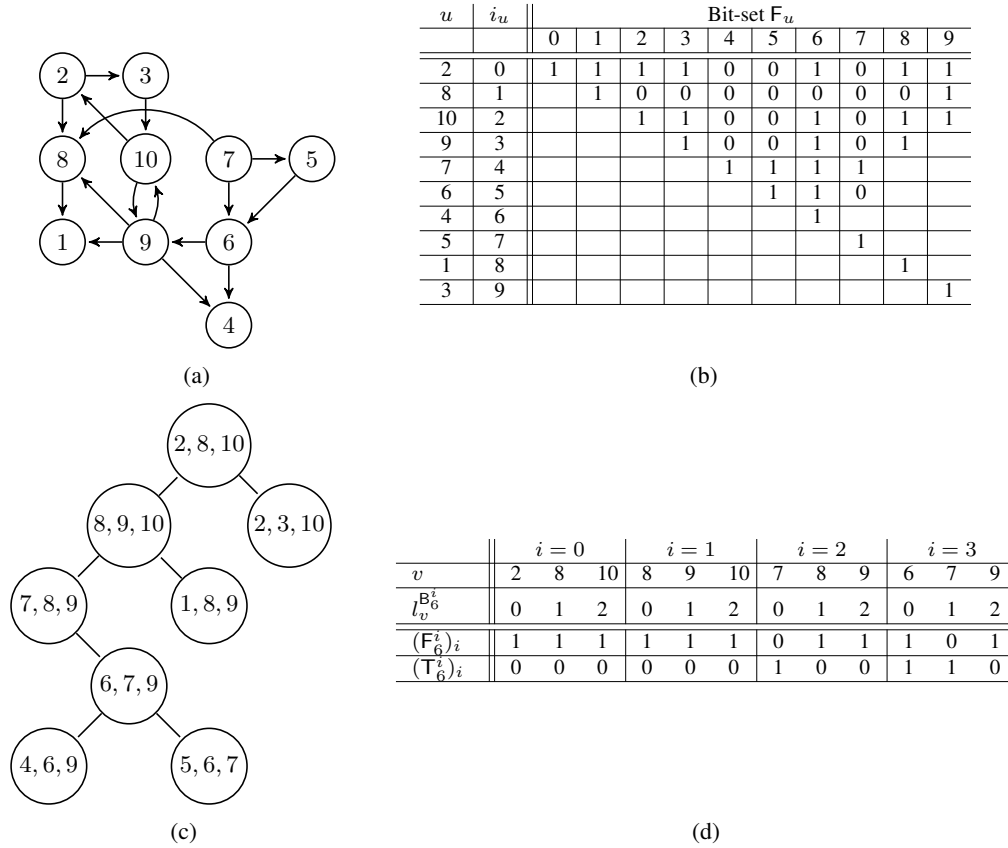 2 3
8 10 7 5
1 9 6
4
(a)
u i_u Bit-set F_u
0 1 2 3 4 5 6 7 8 9
2 0 1 1 1 1 0 0 1 0 1 1
8 1 1 0 0 0 0 0 0 0 1
10 2 1 1 0 0 1 0 1 1
9 3 1 0 0 1 0 1
7 4 1 1 1 1
6 5 1 1 0
4 6 1
5 7 1
1 8 1
3 9 1
(b)
2, 8, 10
8, 9, 10 2, 3, 10
7, 8, 9 1, 8, 9
6, 7, 9
4, 6, 9 5, 6, 7
(c)
i = 0 i = 1 i = 2 i = 3
v 2 8 10 8 9 10 7 8 9 6 7 9
l_v^{B_6^i} 0 1 2 0 1 2 0 1 2 0 1 2
(F_6^i)_i 1 1 1 1 1 1 0 1 1 1 0 1
(T_6^i)_i 0 0 0 0 0 0 1 0 0 1 1 0
(d)